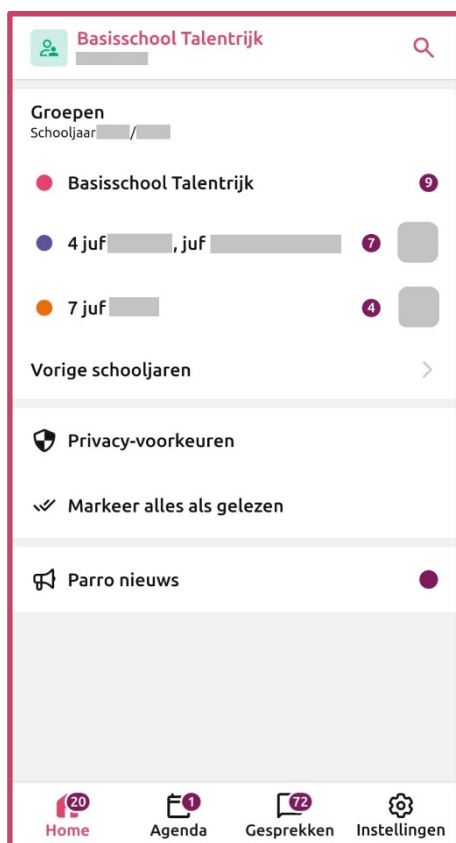 Basisschool Talentrijk
Groepen
Schooljaar /
Basisschool Talentrijk 9
4 juf , juf 7
7 juf 4
Vorige schooljaren
Privacy-voorkeuren
Markeer alles als gelezen
Parro nieuws
20 1 72
Home Agenda Gesprekken Instellingen